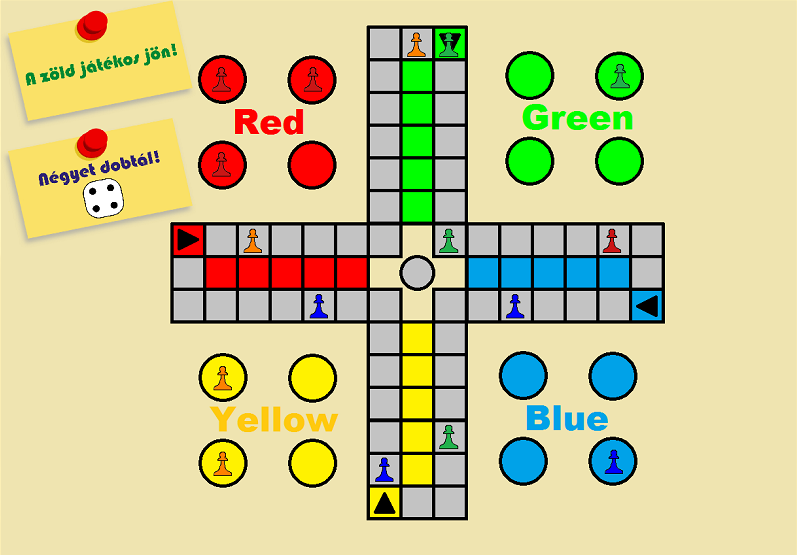 A zöld játékos jön!
Négyet dobtál!
Red
Green
Yellow
Blue